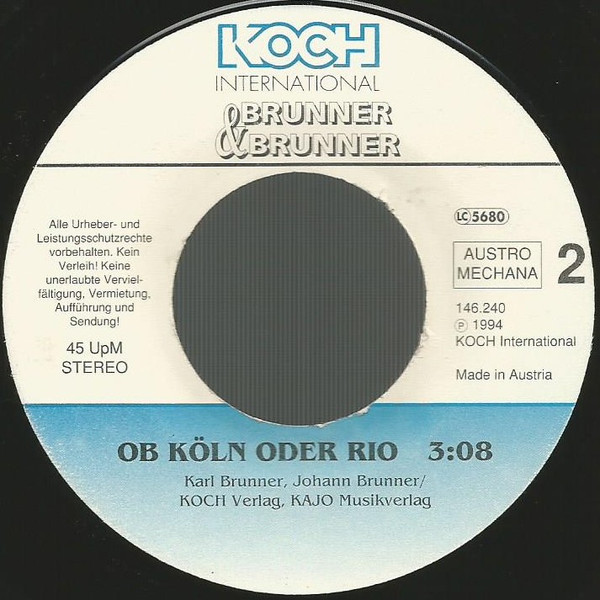 KOCH
INTERNATIONAL
BRUNNER
& BRUNNER
Alle Urheber- und
Leistungsschutzrechte
vorbehalten. Kein
Verleih! Keine
unerlaubte Verviel-
fältigung, Vermietung,
Aufführung und
Sendung!
45 UpM
STEREO
LC 5680
AUSTRO
MECHANA
2
146.240
℗ 1994
KOCH International
Made in Austria
OB KÖLN ODER RIO 3:08
Karl Brunner, Johann Brunner/
KOCH Verlag, KAJO Musikverlag